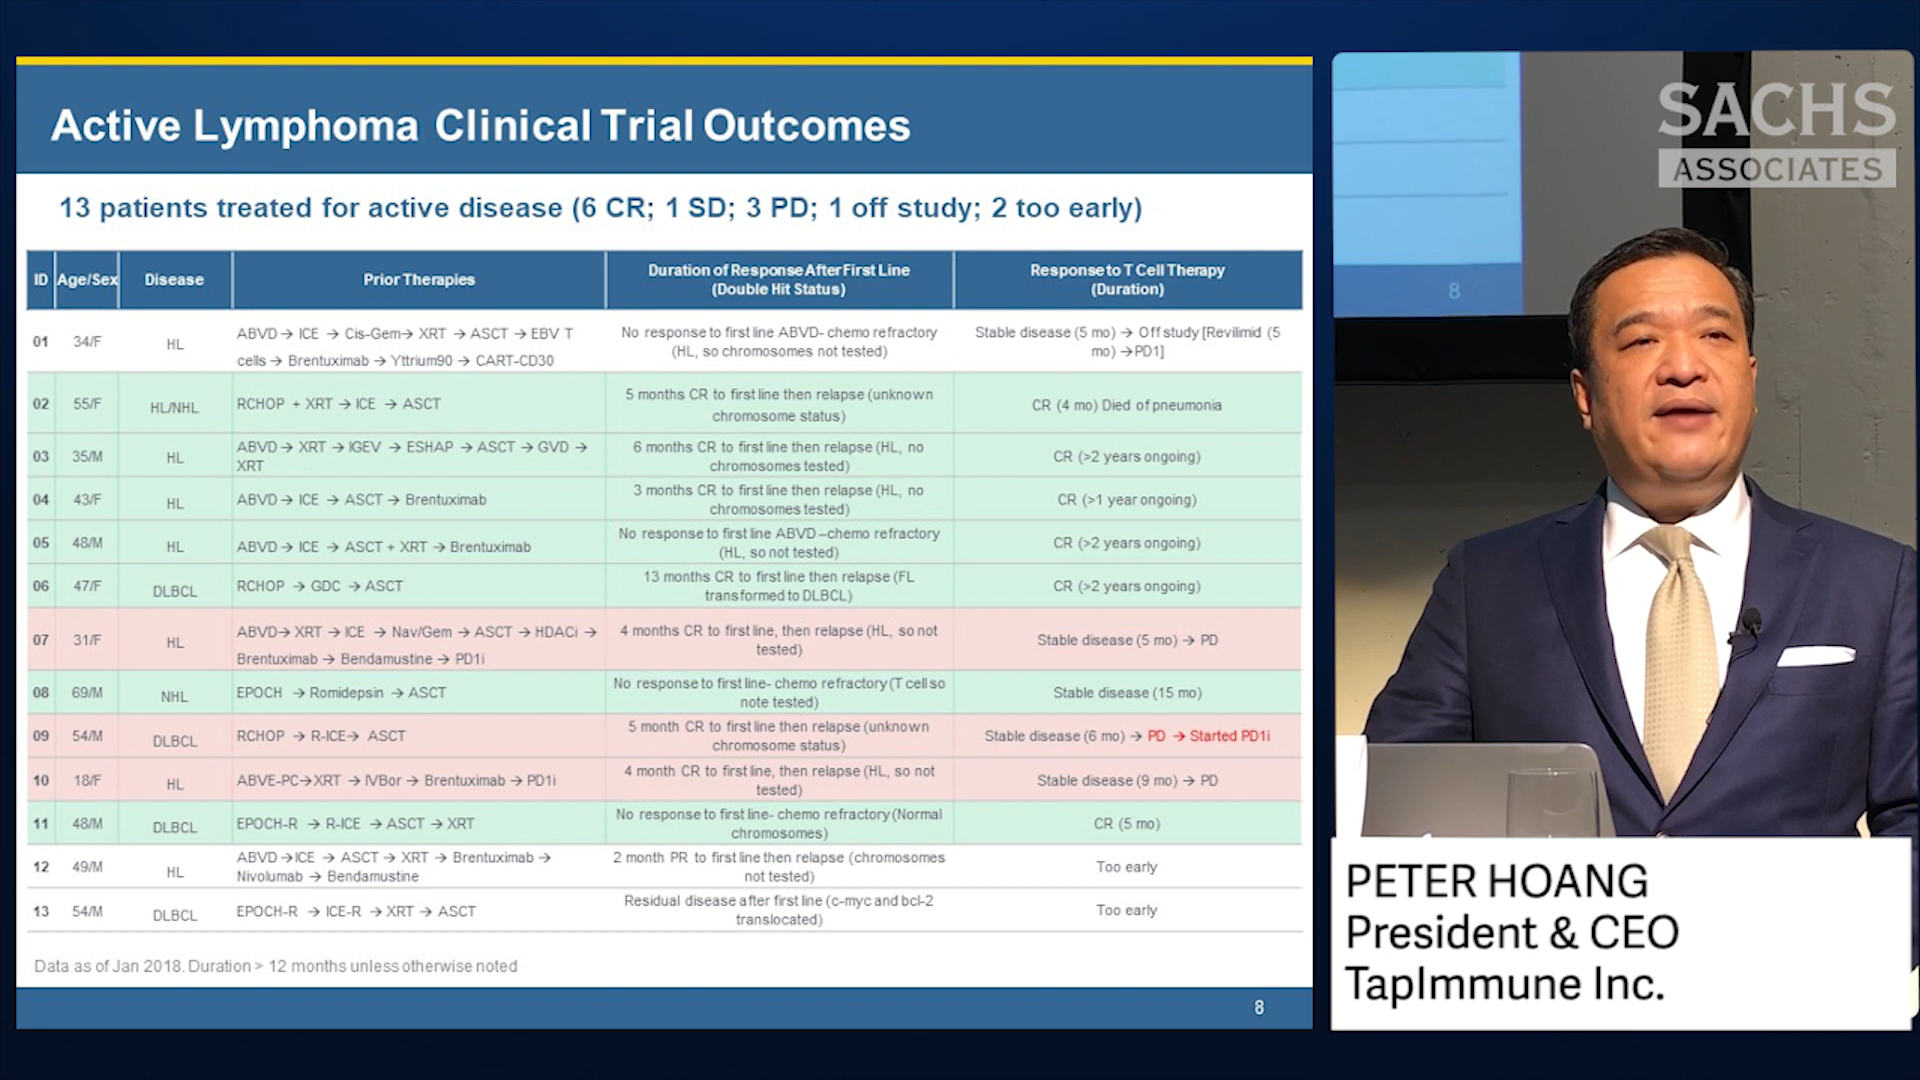 Active Lymphoma Clinical Trial Outcomes
13 patients treated for active disease (6 CR; 1 SD; 3 PD; 1 off study; 2 too early)
ID Age/Sex Disease Prior Therapies Duration of Response After First Line (Double Hit Status) Response to T Cell Therapy (Duration)
01 34/F HL ABVD → ICE → Cis-Gem → XRT → ASCT → EBV T cells → Brentuximab → Yttrium90 → CART-CD30 No response to first line ABVD- chemo refractory (HL, so chromosomes not tested) Stable disease (5 mo) → Off study [Revilimid (5 mo) → PD1]
02 55/F HL/NHL RCHOP + XRT → ICE → ASCT 5 months CR to first line then relapse (unknown chromosome status) CR (4 mo) Died of pneumonia
03 35/M HL ABVD → XRT → IGEV → ESHAP → ASCT → GVD → XRT 6 months CR to first line then relapse (HL, no chromosomes tested) CR (>2 years ongoing)
04 43/F HL ABVD → ICE → ASCT → Brentuximab 3 months CR to first line then relapse (HL, no chromosomes tested) CR (>1 year ongoing)
05 48/M HL ABVD → ICE → ASCT + XRT → Brentuximab No response to first line ABVD –chemo refractory (HL, so not tested) CR (>2 years ongoing)
06 47/F DLBCL RCHOP → GDC → ASCT 13 months CR to first line then relapse (FL transformed to DLBCL) CR (>2 years ongoing)
07 31/F HL ABVD → XRT → ICE → Nav/Gem → ASCT → HDACi → Brentuximab → Bendamustine → PD1i 4 months CR to first line, then relapse (HL, so not tested) Stable disease (5 mo) → PD
08 69/M NHL EPOCH → Romidepsin → ASCT No response to first line- chemo refractory (T cell so note tested) Stable disease (15 mo)
09 54/M DLBCL RCHOP → R-ICE → ASCT 5 month CR to first line then relapse (unknown chromosome status) Stable disease (6 mo) → PD → Started PD1i
10 18/F HL ABVE-PC → XRT → IVBor → Brentuximab → PD1i 4 month CR to first line, then relapse (HL, so not tested) Stable disease (9 mo) → PD
11 48/M DLBCL EPOCH-R → R-ICE → ASCT → XRT No response to first line- chemo refractory (Normal chromosomes) CR (5 mo)
12 49/M HL ABVD → ICE → ASCT → XRT → Brentuximab → Nivolumab → Bendamustine 2 month PR to first line then relapse (chromosomes not tested) Too early
13 54/M DLBCL EPOCH-R → ICE-R → XRT → ASCT Residual disease after first line (c-myc and bcl-2 translocated) Too early
Data as of Jan 2018. Duration > 12 months unless otherwise noted
8
SACHS
ASSOCIATES
8
PETER HOANG
President & CEO
TapImmune Inc.